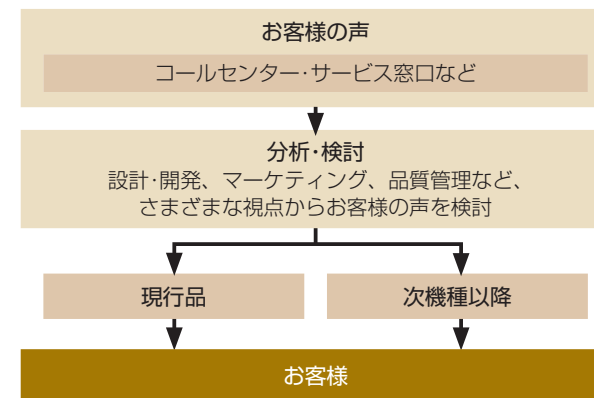 お客様の声
コールセンター･サービス窓口など
分析･検討
設計･開発、マーケティング、品質管理など、
さまざまな視点からお客様の声を検討
現行品
次機種以降
お客様